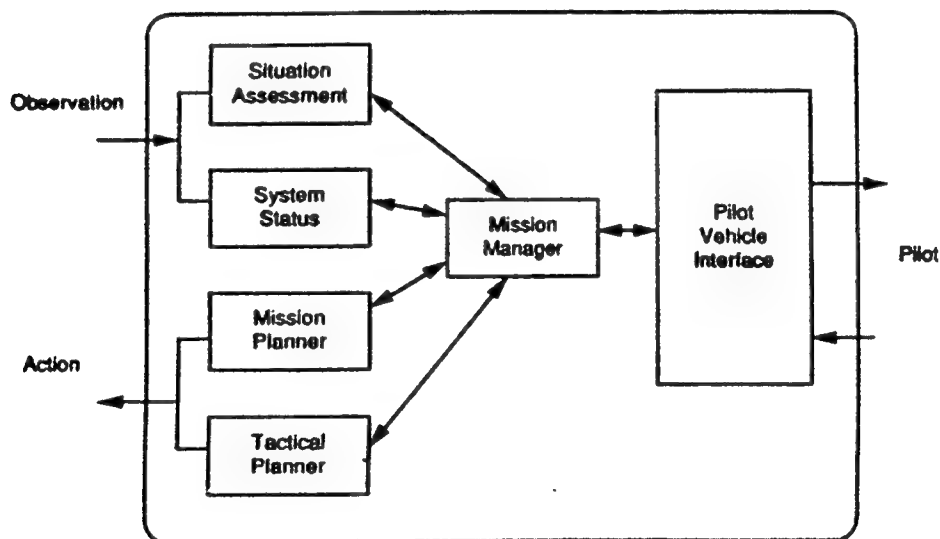 Observation
Situation
Assessment
System
Status
Mission
Manager
Pilot
Vehicle
Interface
Pilot
Mission
Planner
Action
Tactical
Planner